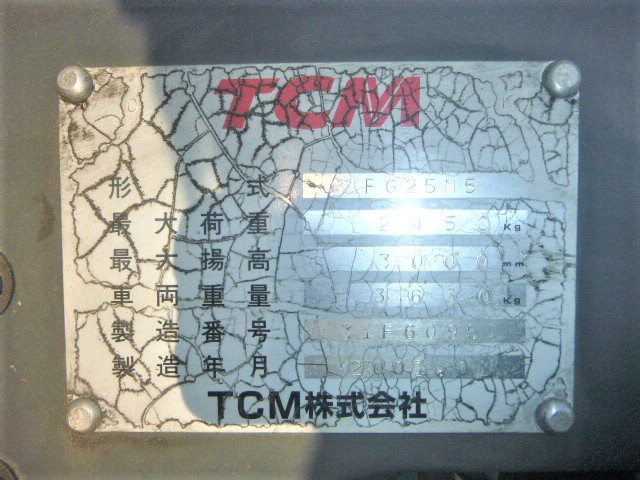 TCM
形式 FG25N5
最大荷重 2450 Kg
最大揚高 3000 mm
車両重量 3630 Kg
製造番号
製造年月
TCM株式会社